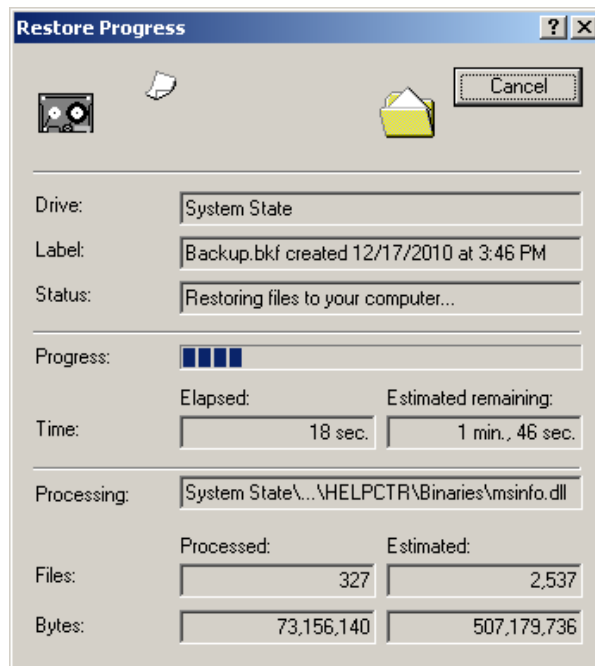 Restore Progress
Cancel
Drive: System State
Label: Backup.bkf created 12/17/2010 at 3:46 PM
Status: Restoring files to your computer...
Progress:
Elapsed: Estimated remaining:
Time: 18 sec. 1 min., 46 sec.
Processing: System State\...\HELPCTR\Binaries\msinfo.dll
Processed: Estimated:
Files: 327 2,537
Bytes: 73,156,140 507,179,736